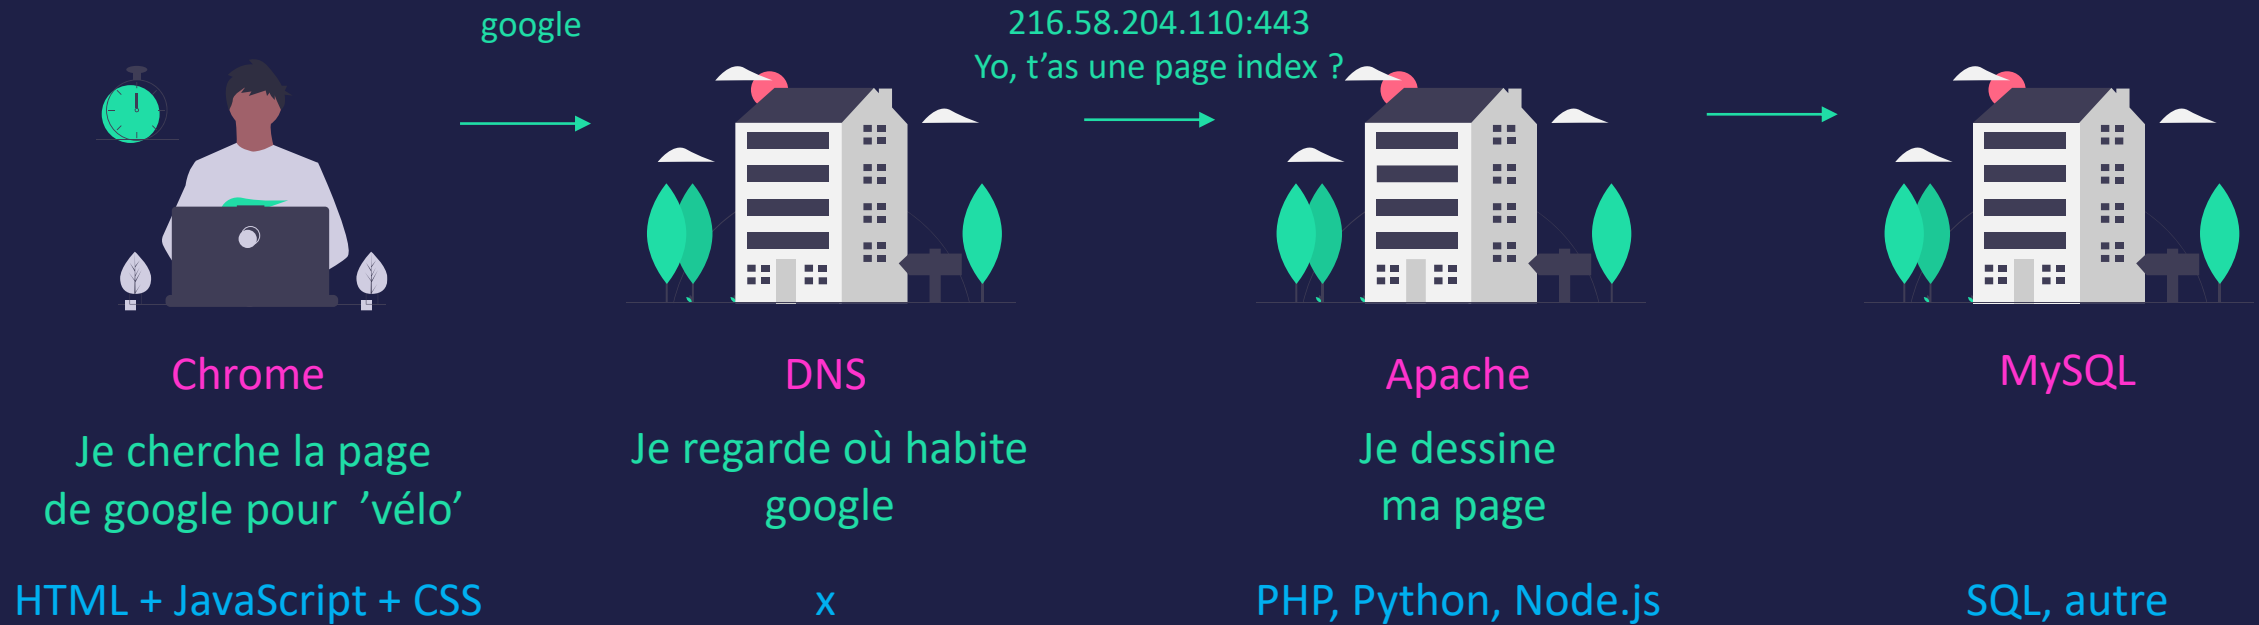 google
216.58.204.110:443
Yo, t’as une page index ?
Chrome
DNS
Apache
MySQL
Je cherche la page
de google pour ’vélo’
Je regarde où habite
google
Je dessine
ma page
HTML + JavaScript + CSS
x
PHP, Python, Node.js
SQL, autre